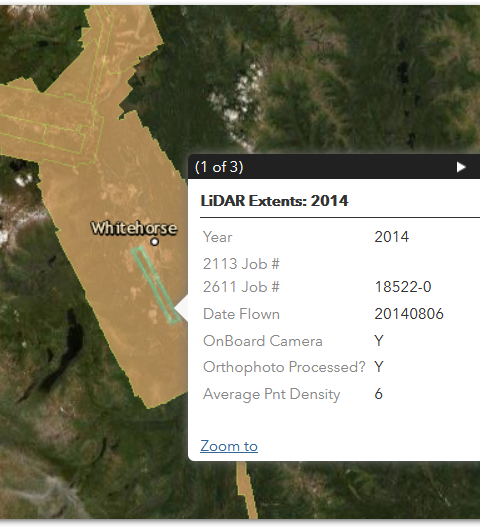 (1 of 3)
LiDAR Extents: 2014
Whitehorse
Year 2014
2113 Job #
2611 Job # 18522-0
Date Flown 20140806
OnBoard Camera Y
Orthophoto Processed? Y
Average Pnt Density 6
Zoom to